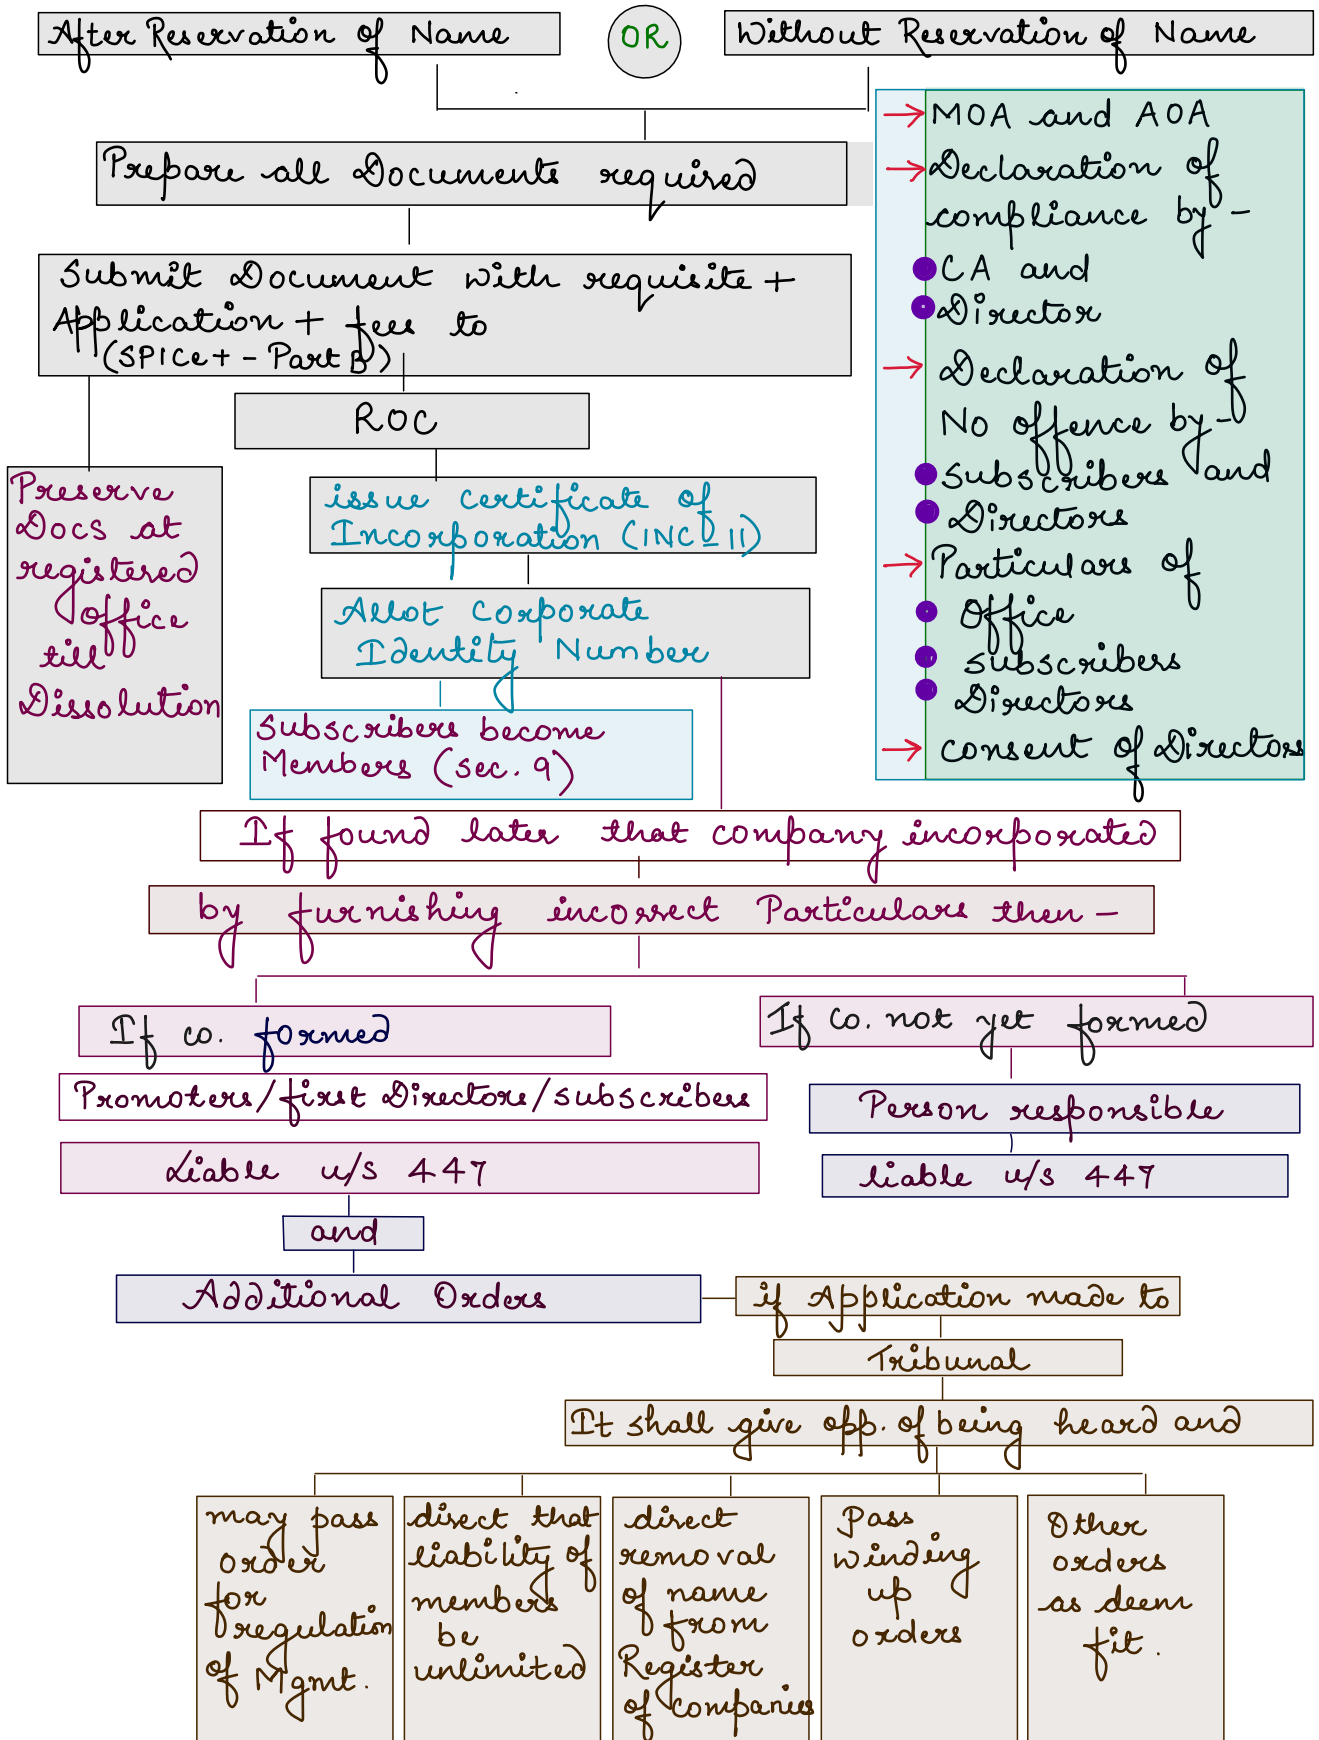 After Reservation of Name
OR
Without Reservation of Name
Prepare all Documents required
Submit Document with requisite +
Application + fees to
(SPICe+ - Part B)
ROC
Preserve
Docs at
registered
office
till
Dissolution
issue certificate of
Incorporation (INC-11)
Allot Corporate
Identity Number
Subscribers become
Members (Sec. 9)
→ MOA and AOA
→ Declaration of
compliance by -
• CA and
• Director
→ Declaration of
No offence by -
• Subscribers and
• Directors
→ Particulars of
• Office
• Subscribers
• Directors
→ consent of Directors
If found later that company incorporated
by furnishing incorrect Particulars then -
If co. formed
Promoters/first Directors/subscribers
Liable u/s 447
and
Additional Orders
If co. not yet formed
Person responsible
liable u/s 447
if Application made to
Tribunal
It shall give opp. of being heard and
may pass
order
for
regulation
of Mgmt.
direct that
liability of
members
be
unlimited
direct
removal
of name
from
Register
of companies
Pass
winding
up
orders
Other
orders
as deem
fit.